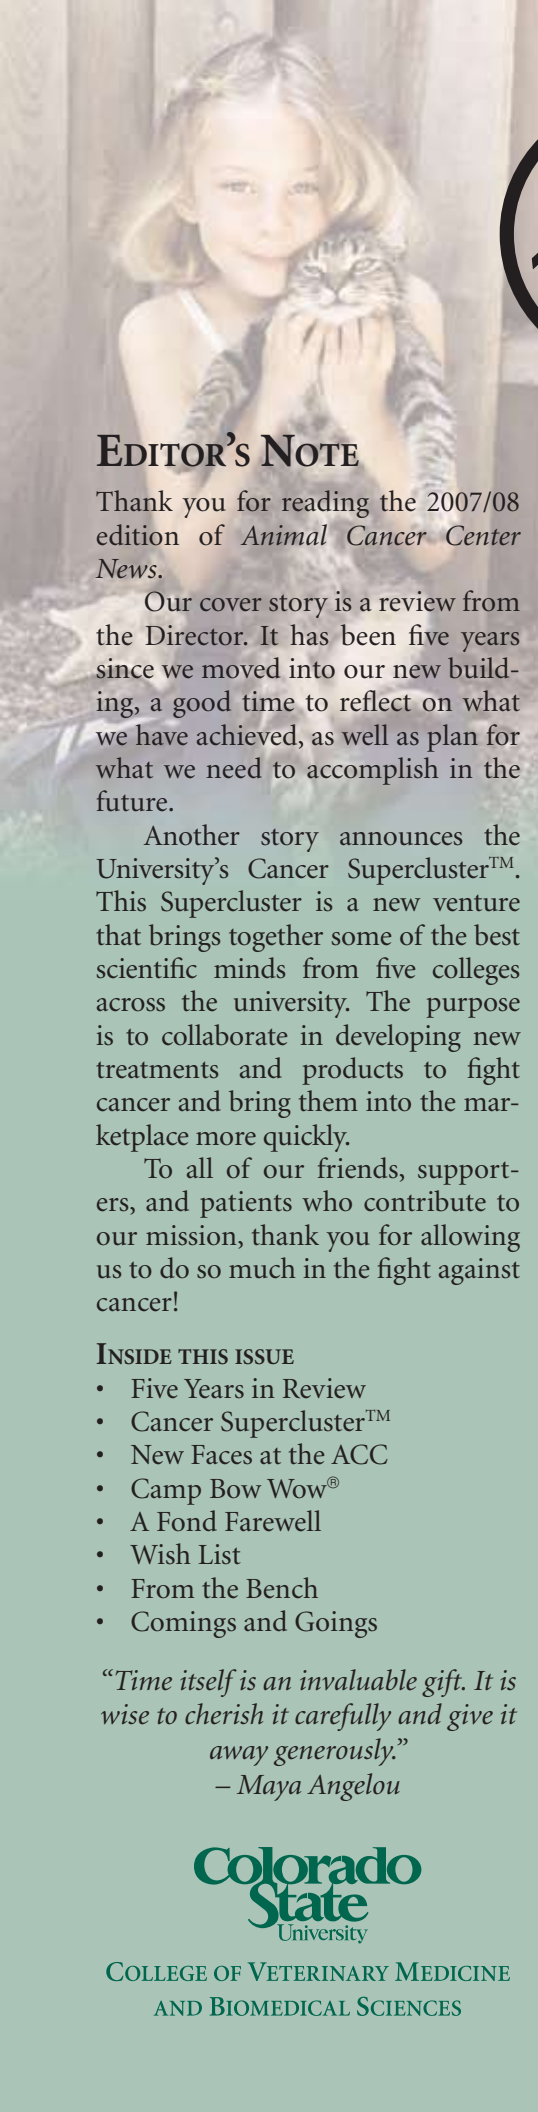 EDITOR'S NOTE
Thank you for reading the 2007/08
edition of Animal Cancer Center
News.
Our cover story is a review from
the Director. It has been five years
since we moved into our new build-
ing, a good time to reflect on what
we have achieved, as well as plan for
what we need to accomplish in the
future.
Another story announces the
University's Cancer Supercluster™.
This Supercluster is a new venture
that brings together some of the best
scientific minds from five colleges
across the university. The purpose
is to collaborate in developing new
treatments and products to fight
cancer and bring them into the mar-
ketplace more quickly.
To all of our friends, support-
ers, and patients who contribute to
our mission, thank you for allowing
us to do so much in the fight against
cancer!
INSIDE THIS ISSUE
• Five Years in Review
• Cancer Supercluster™
• New Faces at the ACC
• Camp Bow Wow®
• A Fond Farewell
• Wish List
• From the Bench
• Comings and Goings
“Time itself is an invaluable gift. It is
wise to cherish it carefully and give it
away generously.”
– Maya Angelou
Colorado
State
University
COLLEGE OF VETERINARY MEDICINE
AND BIOMEDICAL SCIENCES